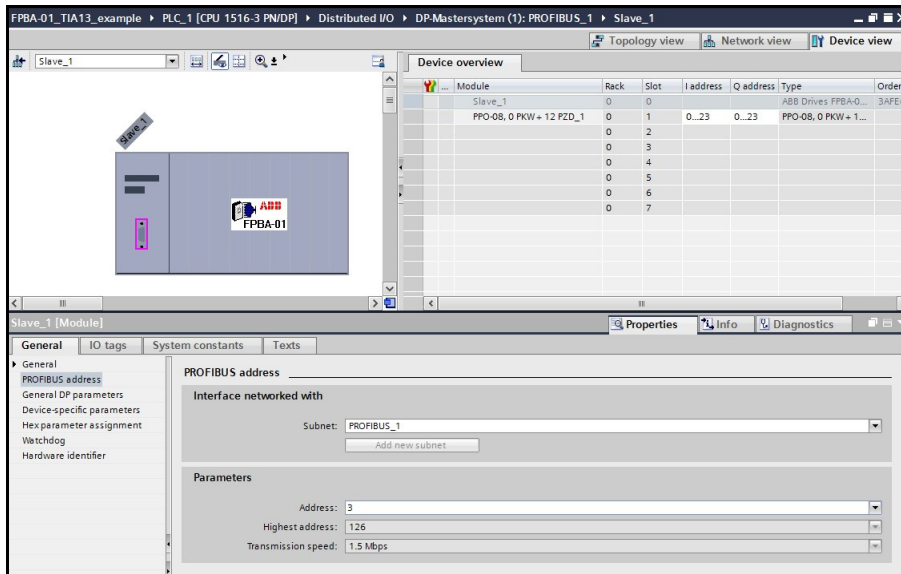 FPBA-01_TIA13_example ▸ PLC_1 [CPU 1516-3 PN/DP] ▸ Distributed I/O ▸ DP-Mastersystem (1): PROFIBUS_1 ▸ Slave_1
Topology view Network view Device view
Slave_1
Device overview
... Module Rack Slot I address Q address Type Order
Slave_1 0 0 ABB Drives FPBA-0... 3AFE
PPO-08, 0 PKW + 12 PZD_1 0 1 0...23 0...23 PPO-08, 0 PKW + 1...
0 2
0 3
0 4
0 5
0 6
0 7
Slave_1
ABB
FPBA-01
Slave_1 [Module]
Properties Info Diagnostics
General IO tags System constants Texts
General
PROFIBUS address
General DP parameters
Device-specific parameters
Hex parameter assignment
Watchdog
Hardware identifier
PROFIBUS address
Interface networked with
Subnet: PROFIBUS_1
Add new subnet
Parameters
Address: 3
Highest address: 126
Transmission speed: 1.5 Mbps